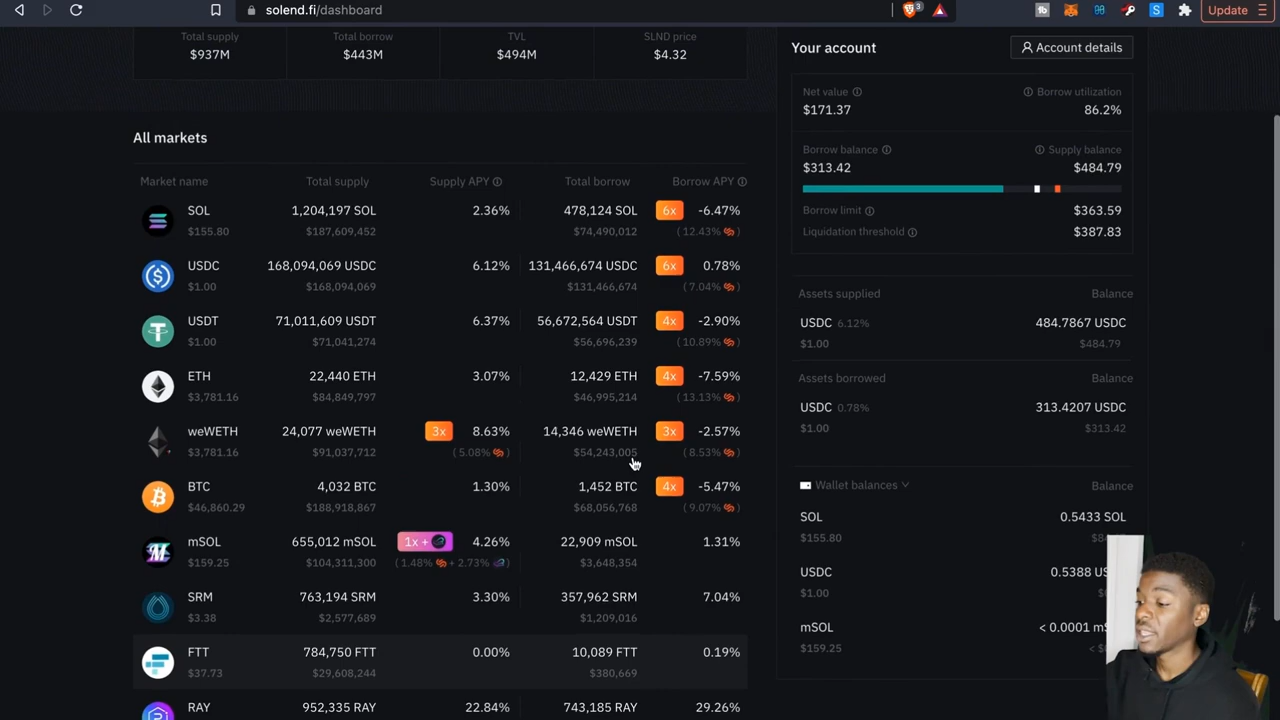 solend.fi/dashboard
3
Update
Total supply
$937M
Total borrow
$443M
TVL
$494M
SLND price
$4.32
All markets
Market name Total supply Supply APY Total borrow Borrow APY
SOL 1,204,197 SOL 2.36% 478,124 SOL 6x -6.47%
$155.80 $187,609,452 $74,490,012 ( 12.43% )
USDC 168,094,069 USDC 6.12% 131,466,674 USDC 6x 0.78%
$1.00 $168,094,069 $131,466,674 ( 7.04% )
USDT 71,011,609 USDT 6.37% 56,672,564 USDT 4x -2.90%
$1.00 $71,041,274 $56,696,239 ( 10.89% )
ETH 22,440 ETH 3.07% 12,429 ETH 4x -7.59%
$3,781.16 $84,849,797 $46,995,214 ( 13.13% )
weWETH 24,077 weWETH 3x 8.63% 14,346 weWETH 3x -2.57%
$3,781.16 $91,037,712 ( 5.08% ) $54,243,005 ( 8.53% )
BTC 4,032 BTC 1.30% 1,452 BTC 4x -5.47%
$46,860.29 $188,918,867 $68,056,768 ( 9.07% )
mSOL 655,012 mSOL 1x + 4.26% 22,909 mSOL 1.31%
$159.25 $104,311,300 ( 1.48% + 2.73% ) $3,648,354
SRM 763,194 SRM 3.30% 357,962 SRM 7.04%
$3.38 $2,577,689 $1,209,016
FTT 784,750 FTT 0.00% 10,089 FTT 0.19%
$37.73 $29,608,244 $380,669
RAY 952,335 RAY 22.84% 743,185 RAY 29.26%
Your account
Account details
Net value Borrow utilization
$171.37 86.2%
Borrow balance Supply balance
$313.42 $484.79
Borrow limit $363.59
Liquidation threshold $387.83
Assets supplied Balance
USDC 6.12% 484.7867 USDC
$1.00 $484.79
Assets borrowed Balance
USDC 0.78% 313.4207 USDC
$1.00 $313.42
Wallet balances Balance
SOL 0.5433 SOL
$155.80
USDC 0.5388
$1.00
mSOL < 0.0001
$159.25